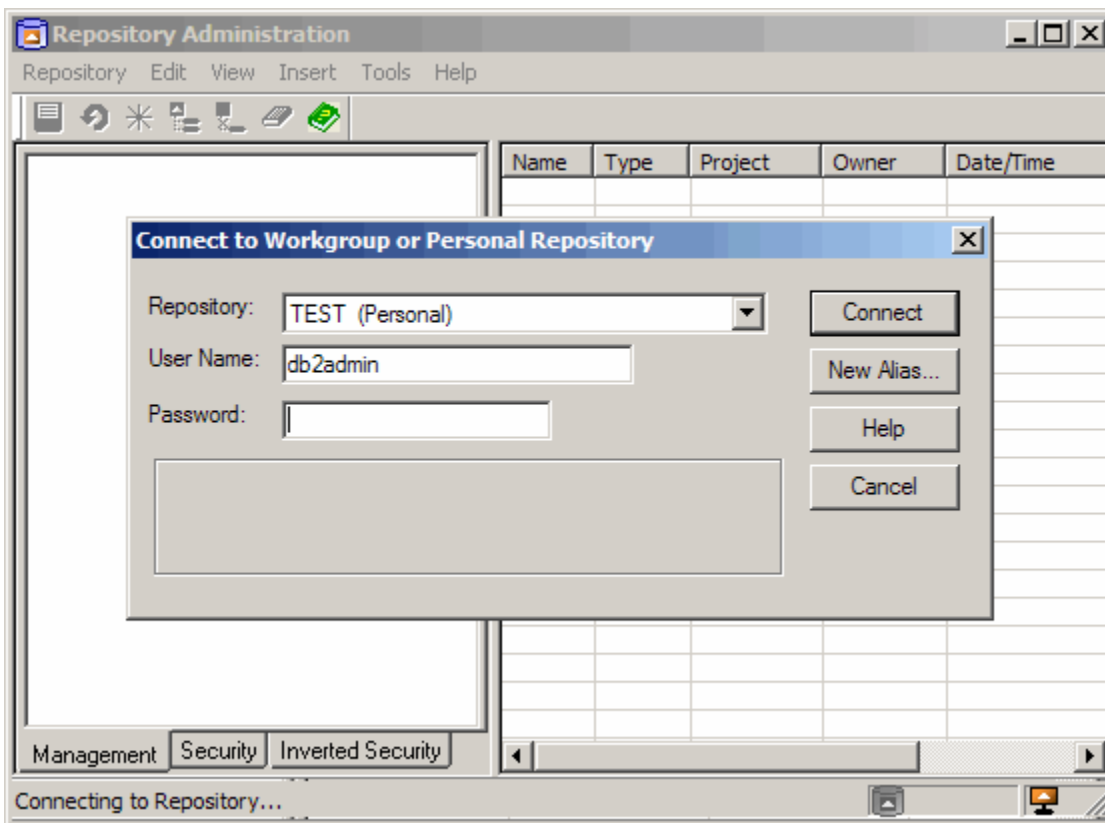 Repository Administration
Repository Edit View Insert Tools Help
Name Type Project Owner Date/Time
Connect to Workgroup or Personal Repository
Repository: TEST (Personal) Connect
User Name: db2admin New Alias...
Password: Help
Cancel
Management Security Inverted Security
Connecting to Repository...